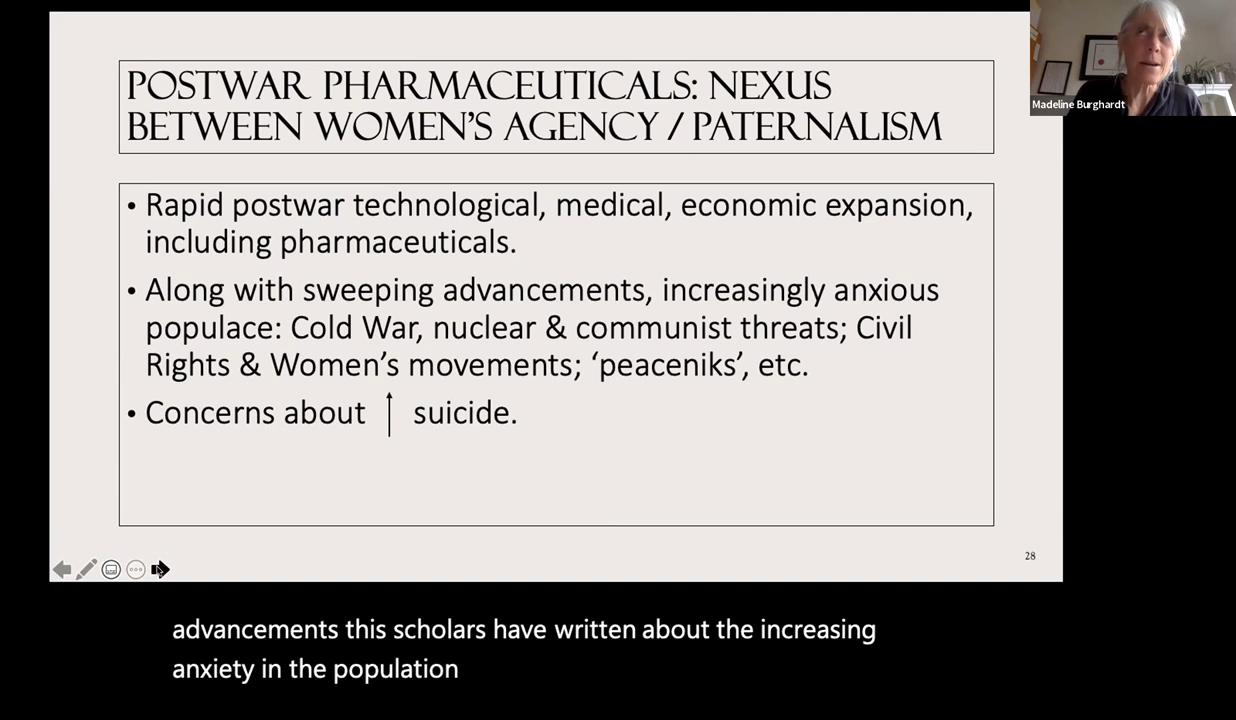 POSTWAR PHARMACEUTICALS: NEXUS
BETWEEN WOMEN'S AGENCY / PATERNALISM
Madeline Burghardt
• Rapid postwar technological, medical, economic expansion,
including pharmaceuticals.
• Along with sweeping advancements, increasingly anxious
populace: Cold War, nuclear & communist threats; Civil
Rights & Women's movements; 'peaceniks', etc.
• Concerns about ↑ suicide.
28
advancements this scholars have written about the increasing
anxiety in the population